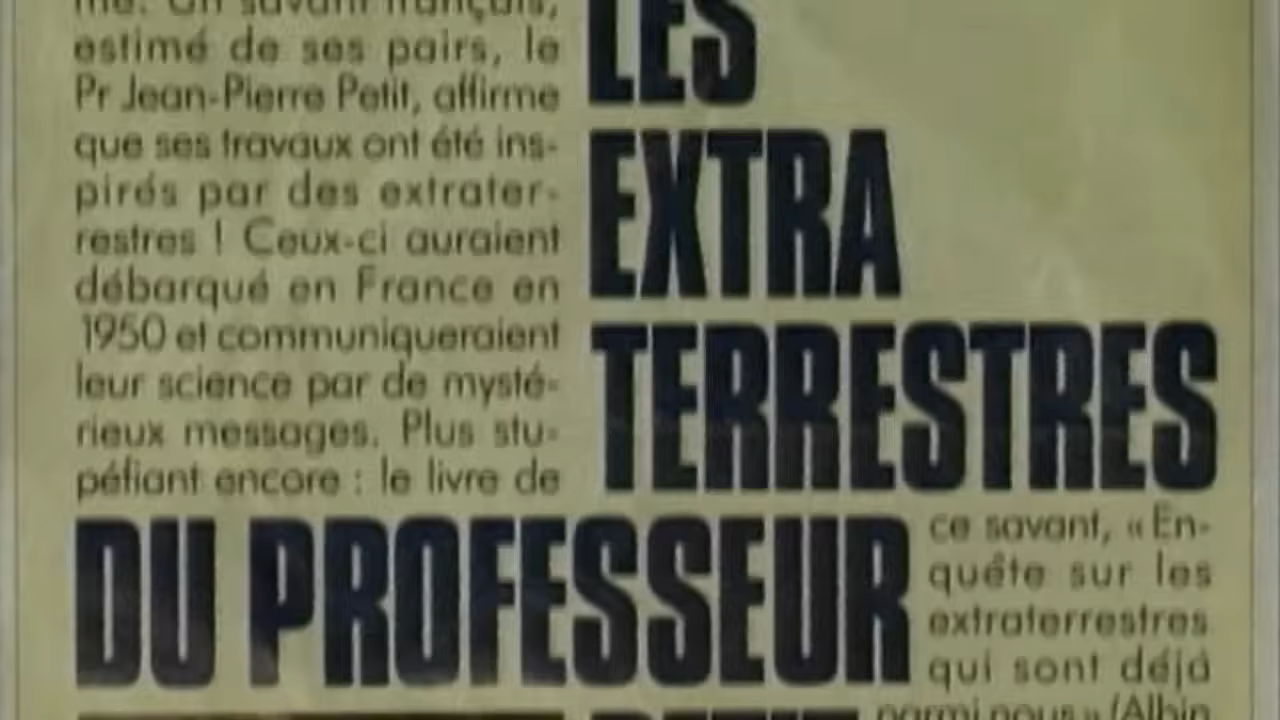 me. Un savant français,
estimé de ses pairs, le
Pr Jean-Pierre Petit, affirme
que ses travaux ont été ins-
pirés par des extrater-
restres ! Ceux-ci auraient
débarqué en France en
1950 et communiqueraient
leur science par de mysté-
rieux messages. Plus stu-
péfiant encore : le livre de
LES
EXTRA
TERRESTRES
DU PROFESSEUR
ce savant, « En-
quête sur les
extraterrestres
qui sont déjà
parmi nous » (Albin